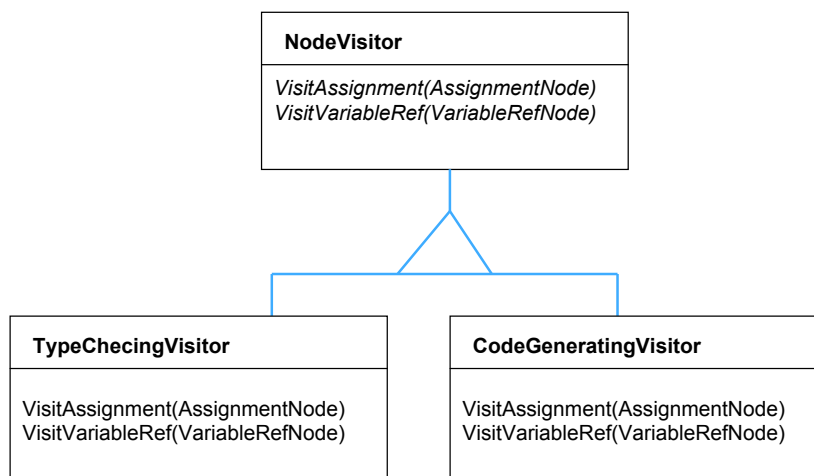 NodeVisitor
VisitAssignment(AssignmentNode)
VisitVariableRef(VariableRefNode)
TypeChecingVisitor
VisitAssignment(AssignmentNode)
VisitVariableRef(VariableRefNode)
CodeGeneratingVisitor
VisitAssignment(AssignmentNode)
VisitVariableRef(VariableRefNode)